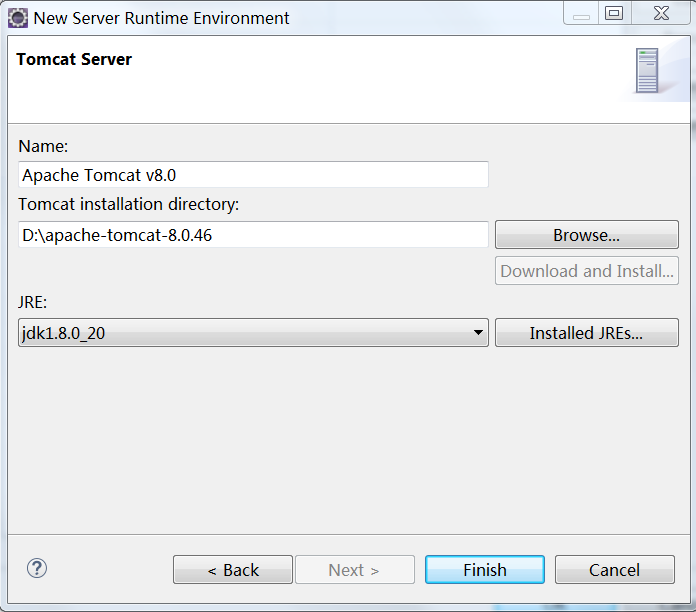 New Server Runtime Environment
Tomcat Server
Name:
Apache Tomcat v8.0
Tomcat installation directory:
D:\apache-tomcat-8.0.46
Browse...
Download and Install...
JRE:
jdk1.8.0_20
Installed JREs...
?
< Back
Next >
Finish
Cancel